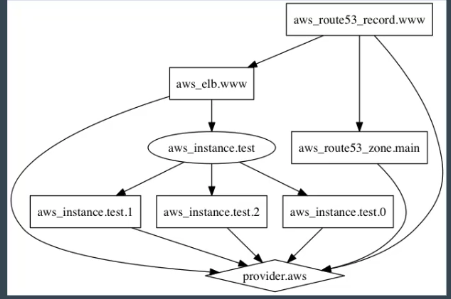 aws_route53_record.www
aws_elb.www
aws_instance.test
aws_route53_zone.main
aws_instance.test.1
aws_instance.test.2
aws_instance.test.0
provider.aws